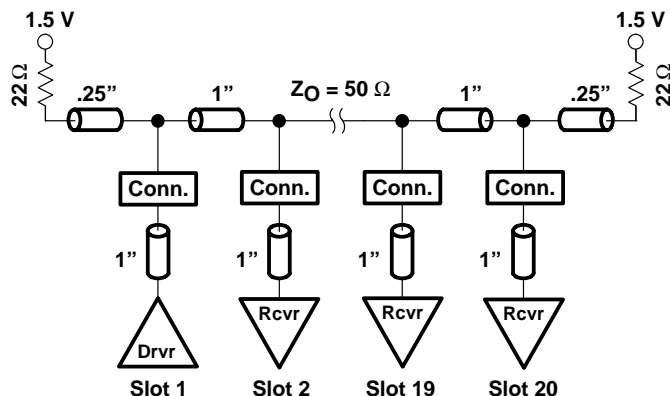 1.5 V 1.5 V
22 Ω .25” 1” ZO = 50 Ω 1” .25” 22 Ω
Conn. Conn. Conn. Conn.
1” 1” 1” 1”
Drvr Rcvr Rcvr Rcvr
Slot 1 Slot 2 Slot 19 Slot 20